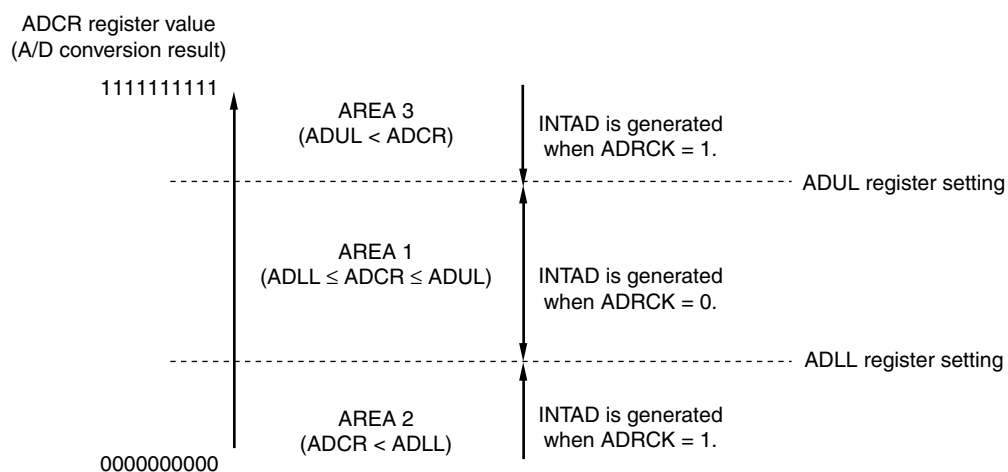 ADCR register value
(A/D conversion result)
1111111111
AREA 3
(ADUL < ADCR)
INTAD is generated
when ADRCK = 1.
ADUL register setting
AREA 1
(ADLL ≤ ADCR ≤ ADUL)
INTAD is generated
when ADRCK = 0.
ADLL register setting
AREA 2
(ADCR < ADLL)
INTAD is generated
when ADRCK = 1.
0000000000